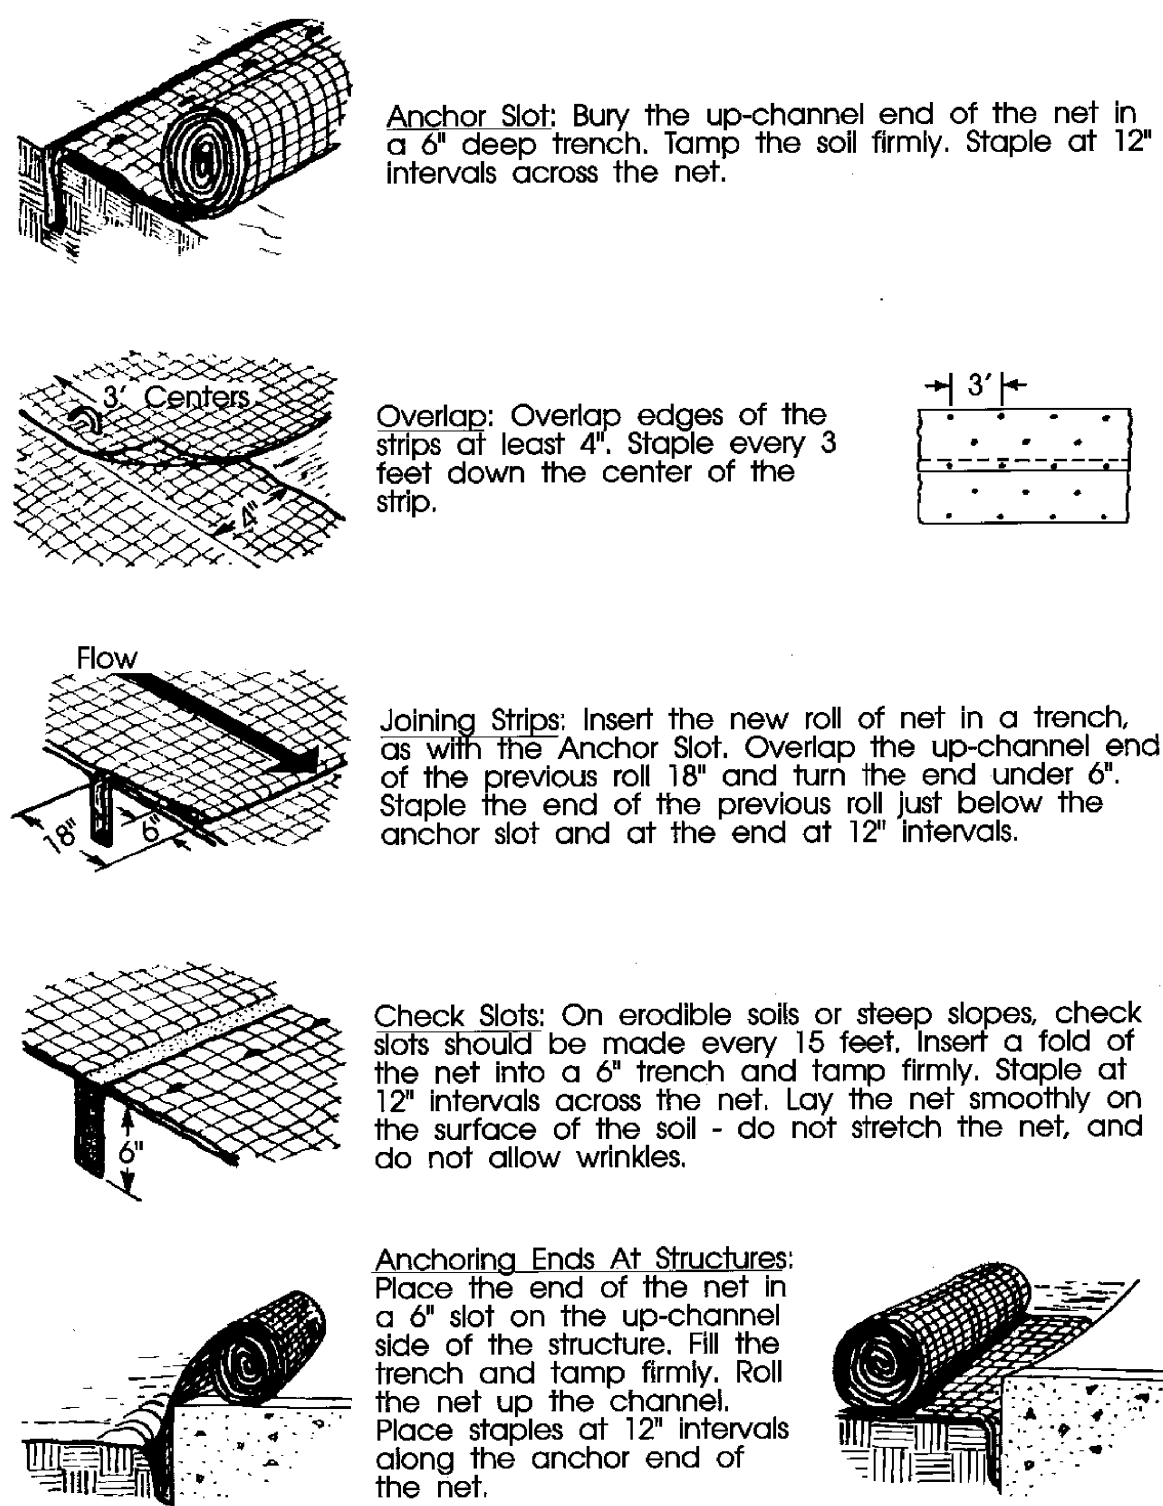 Anchor Slot: Bury the up-channel end of the net in
a 6" deep trench. Tamp the soil firmly. Staple at 12"
intervals across the net.
3' Centers
4"
Overlap: Overlap edges of the
strips at least 4". Staple every 3
feet down the center of the
strip.
3'
Flow
18"
6"
Joining Strips: Insert the new roll of net in a trench,
as with the Anchor Slot. Overlap the up-channel end
of the previous roll 18" and turn the end under 6".
Staple the end of the previous roll just below the
anchor slot and at the end at 12" intervals.
6"
Check Slots: On erodible soils or steep slopes, check
slots should be made every 15 feet. Insert a fold of
the net into a 6" trench and tamp firmly. Staple at
12" intervals across the net. Lay the net smoothly on
the surface of the soil - do not stretch the net, and
do not allow wrinkles.
Anchoring Ends At Structures:
Place the end of the net in
a 6" slot on the up-channel
side of the structure. Fill the
trench and tamp firmly. Roll
the net up the channel.
Place staples at 12" intervals
along the anchor end of
the net.